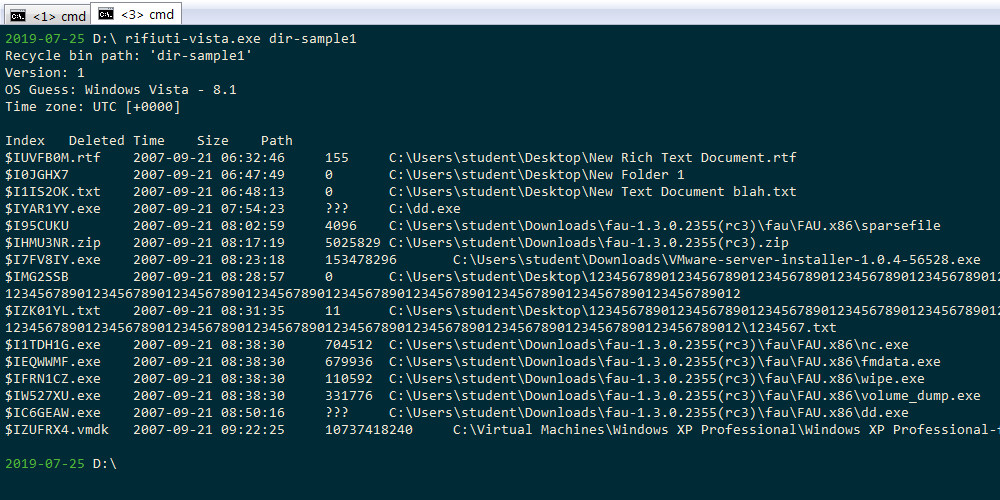 <1> cmd
<3> cmd
2019-07-25 D:\ rifiuti-vista.exe dir-sample1
Recycle bin path: 'dir-sample1'
Version: 1
OS Guess: Windows Vista - 8.1
Time zone: UTC [+0000]
Index Deleted Time Size Path
$IUVFB0M.rtf 2007-09-21 06:32:46 155 C:\Users\student\Desktop\New Rich Text Document.rtf
$I0JGHX7 2007-09-21 06:47:49 0 C:\Users\student\Desktop\New Folder 1
$I1IS2OK.txt 2007-09-21 06:48:13 0 C:\Users\student\Desktop\New Text Document blah.txt
$IYAR1YY.exe 2007-09-21 07:54:23 ??? C:\dd.exe
$I95CUKU 2007-09-21 08:02:59 4096 C:\Users\student\Downloads\fau-1.3.0.2355(rc3)\fau\FAU.x86\sparsefile
$IHMU3NR.zip 2007-09-21 08:17:19 5025829 C:\Users\student\Downloads\fau-1.3.0.2355(rc3).zip
$I7FV8IY.exe 2007-09-21 08:23:18 153478296 C:\Users\student\Downloads\VMware-server-installer-1.0.4-56528.exe
$IMG2SSB 2007-09-21 08:28:57 0 C:\Users\student\Desktop\1234567890123456789012345678901234567890123456789012
12345678901234567890123456789012345678901234567890123456789012345678901234567890123456789012
$IZK01YL.txt 2007-09-21 08:31:35 11 C:\Users\student\Desktop\1234567890123456789012345678901234567890123456789012
12345678901234567890123456789012345678901234567890123456789012345678901234567890123456789012\1234567.txt
$I1TDH1G.exe 2007-09-21 08:38:30 704512 C:\Users\student\Downloads\fau-1.3.0.2355(rc3)\fau\FAU.x86\nc.exe
$IEQWWMF.exe 2007-09-21 08:38:30 679936 C:\Users\student\Downloads\fau-1.3.0.2355(rc3)\fau\FAU.x86\fmdata.exe
$IFRN1CZ.exe 2007-09-21 08:38:30 110592 C:\Users\student\Downloads\fau-1.3.0.2355(rc3)\fau\FAU.x86\wipe.exe
$IW527XU.exe 2007-09-21 08:38:30 331776 C:\Users\student\Downloads\fau-1.3.0.2355(rc3)\fau\FAU.x86\volume_dump.exe
$IC6GEAW.exe 2007-09-21 08:50:16 ??? C:\Users\student\Downloads\fau-1.3.0.2355(rc3)\fau\FAU.x86\dd.exe
$IZUFRX4.vmdk 2007-09-21 09:22:25 10737418240 C:\Virtual Machines\Windows XP Professional\Windows XP Professional-
2019-07-25 D:\